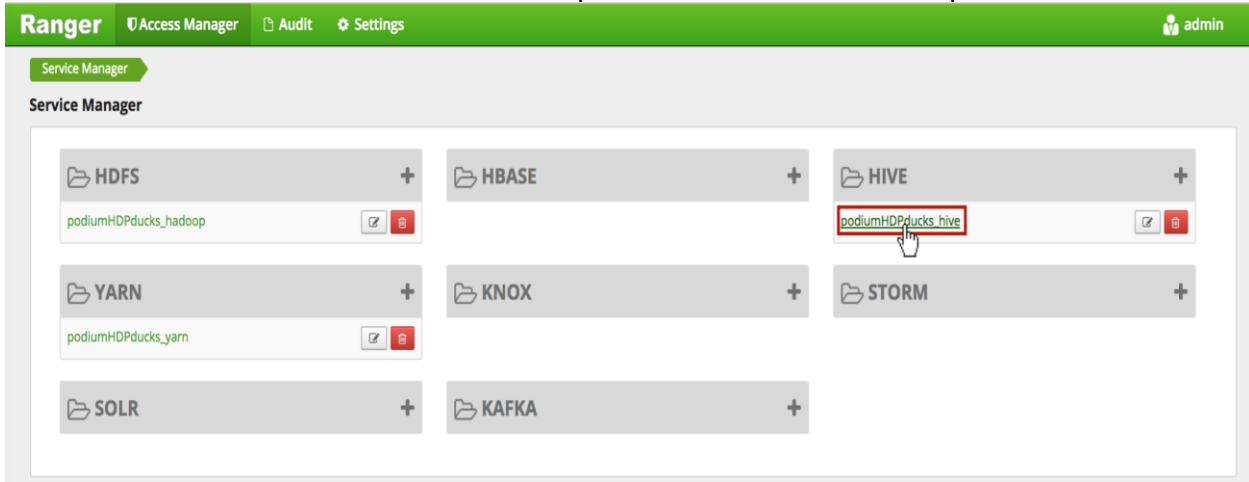 Ranger Access Manager Audit Settings admin
Service Manager
Service Manager
HDFS + HBASE + HIVE +
podiumHDPducks_hadoop podiumHDPducks_hive
YARN + KNOX + STORM +
podiumHDPducks_yarn
SOLR + KAFKA +